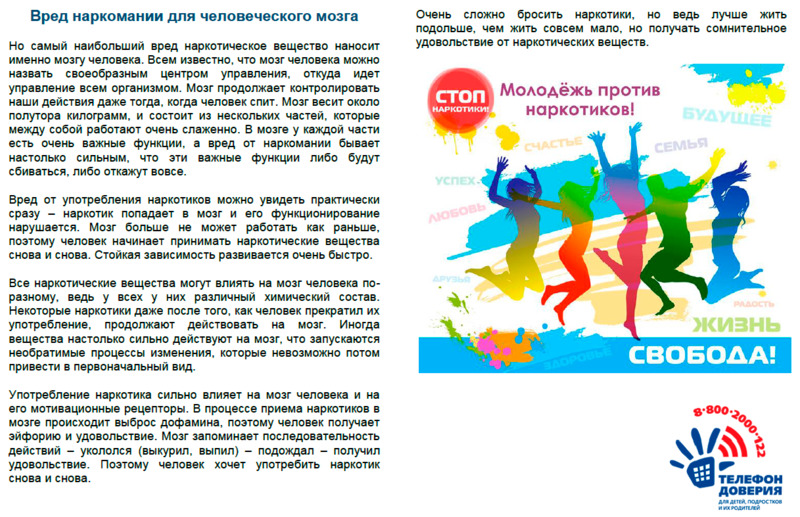 Вред наркомании для человеческого мозга
Но самый наибольший вред наркотическое вещество наносит
именно мозгу человека. Всем известно, что мозг человека можно
назвать своеобразным центром управления, откуда идет
управление всем организмом. Мозг продолжает контролировать
наши действия даже тогда, когда человек спит. Мозг весит около
полутора килограмм, и состоит из нескольких частей, которые
между собой работают очень слаженно. В мозге у каждой части
есть очень важные функции, а вред от наркомании бывает
настолько сильным, что эти важные функции либо будут
сбиваться, либо откажут вовсе.
Вред от употребления наркотиков можно увидеть практически
сразу – наркотик попадает в мозг и его функционирование
нарушается. Мозг больше не может работать как раньше,
поэтому человек начинает принимать наркотические вещества
снова и снова. Стойкая зависимость развивается очень быстро.
Все наркотические вещества могут влиять на мозг человека по-
разному, ведь у всех у них различный химический состав.
Некоторые наркотики даже после того, как человек прекратил их
употребление, продолжают действовать на мозг. Иногда
вещества настолько сильно действуют на мозг, что запускаются
необратимые процессы изменения, которые невозможно потом
привести в первоначальный вид.
Употребление наркотика сильно влияет на мозг человека и на
его мотивационные рецепторы. В процессе приема наркотиков в
мозге происходит выброс дофамина, поэтому человек получает
эйфорию и удовольствие. Мозг запоминает последовательность
действий – укололся (выкурил, выпил) – подождал – получил
удовольствие. Поэтому человек хочет употребить наркотик
снова и снова.
Очень сложно бросить наркотики, но ведь лучше жить
подольше, чем жить совсем мало, но получать сомнительное
удовольствие от наркотических веществ.
СТОП
НАРКОТИКИ!
Молодёжь против
наркотиков!
БУДУЩЕЕ
СЧАСТЬЕ
СЕМЬЯ
УСПЕХ
ЛЮБОВЬ
ДРУЗЬЯ
РАДОСТЬ
ЖИЗНЬ
ЗДОРОВЬЕ
СВОБОДА!
8-800-2000-122
ТЕЛЕФОН
ДОВЕРИЯ
ДЛЯ ДЕТЕЙ, ПОДРОСТКОВ
И ИХ РОДИТЕЛЕЙ